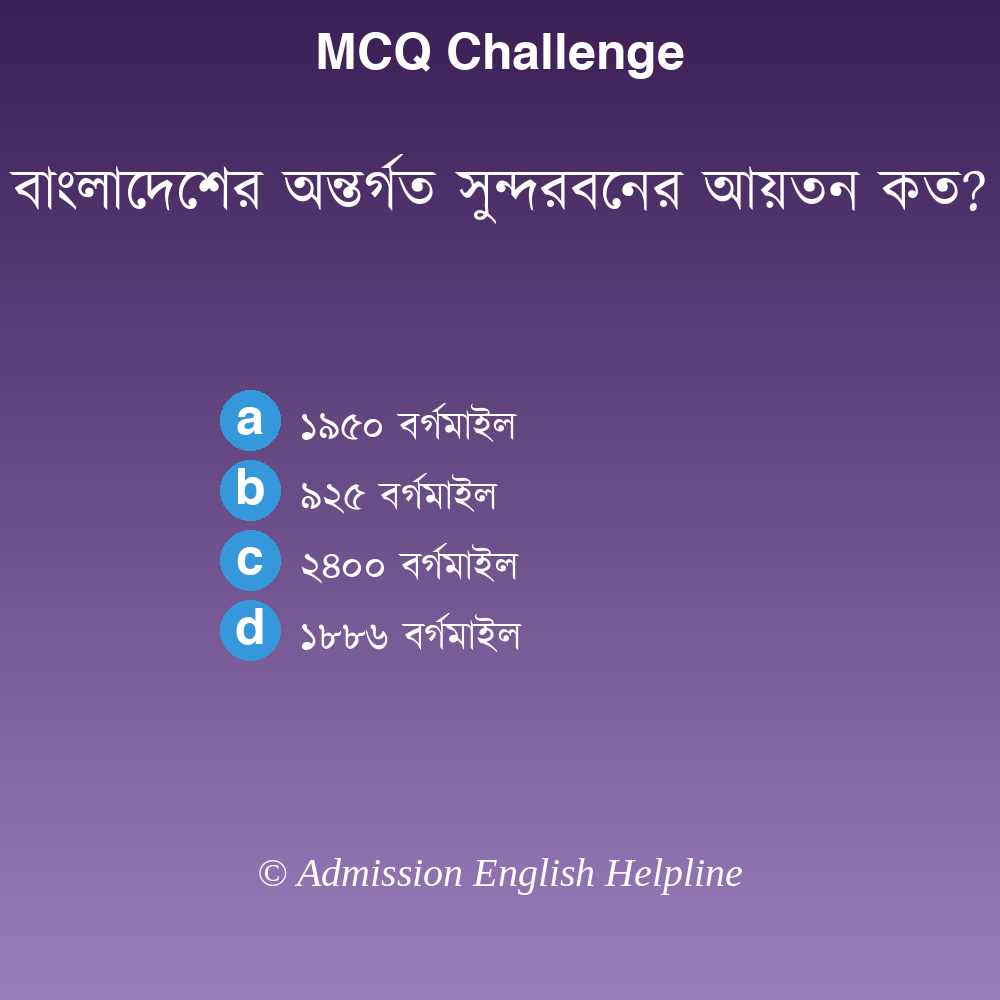 MCQ Challenge
বাংলাদেশের অন্তর্গত সুন্দরবনের আয়তন কত?
a ১৯৫০ বর্গমাইল
b ৯২৫ বর্গমাইল
c ২৪০০ বর্গমাইল
d ১৮৮৬ বর্গমাইল
© Admission English Helpline